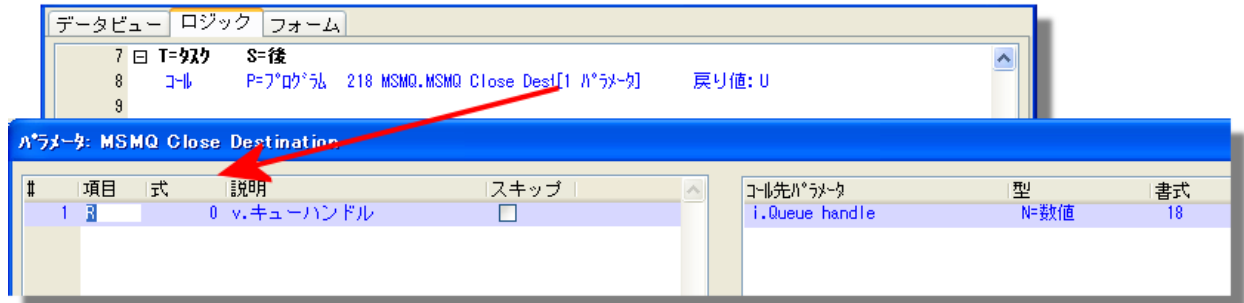 データビュー ロジック フォーム
7 T=タスク S=後
8 コール P=プログラム 218 MSMQ.MSMQ Close Dest[1 パラメータ] 戻り値: U
9
パラメータ: MSMQ Close Destination
# 項目 式 説明 スキップ コール先パラメータ 型 書式
1 R 0 v.キューハンドル i.Queue handle N=数値 18